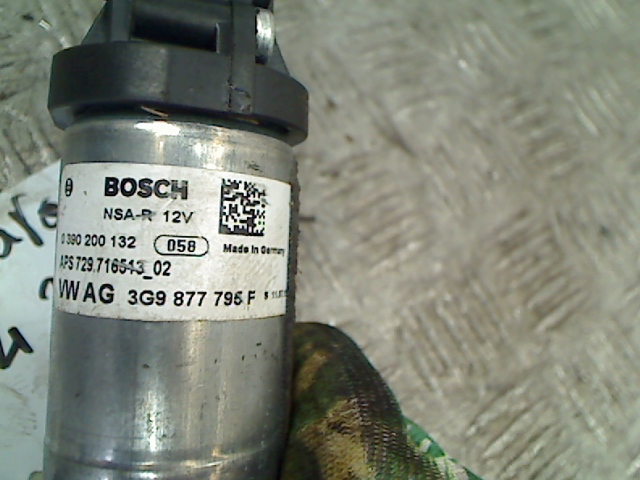 BOSCH
NSA-R 12V
0 390 200 132 058 Made in Germany
APS 729.716513_02
VW AG 3G9 877 795 F